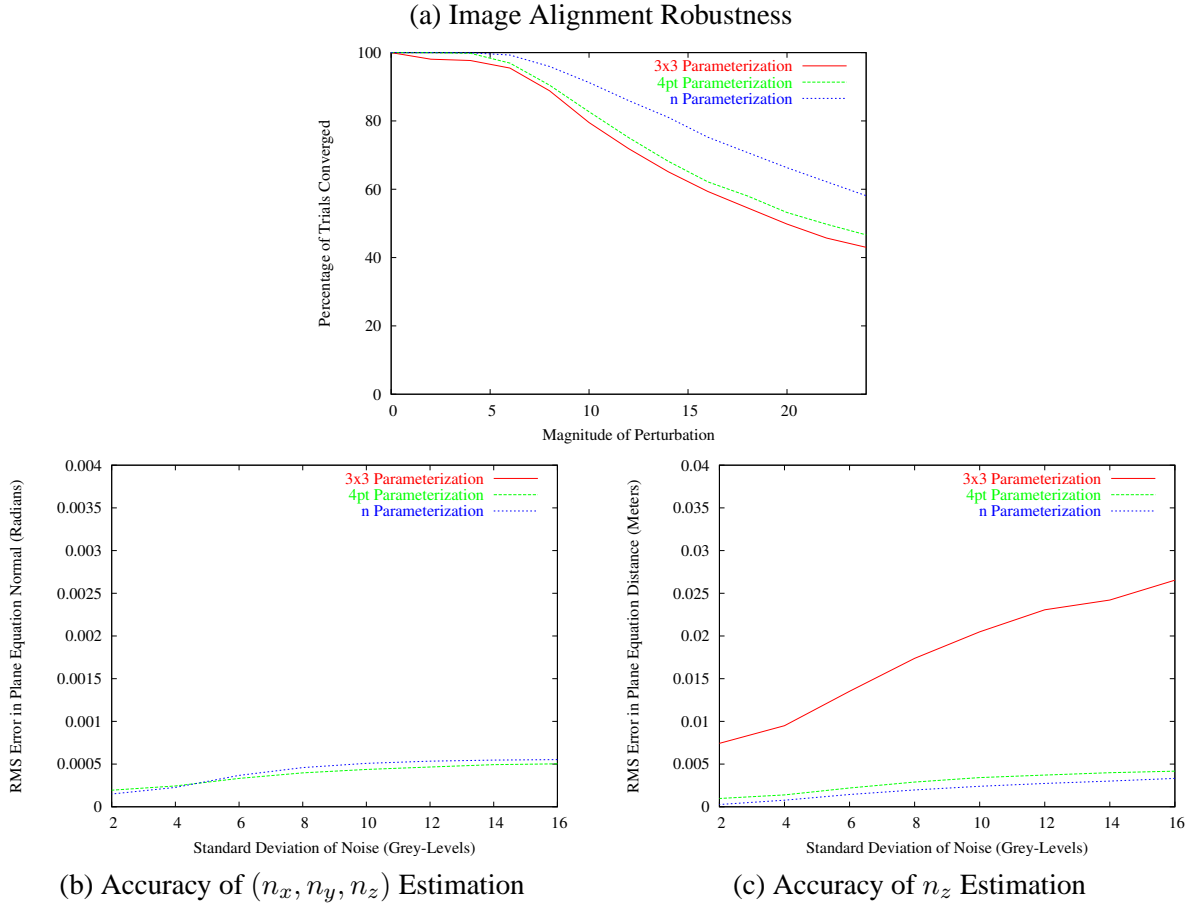 (a) Image Alignment Robustness
100
80
60
40
20
0
0 5 10 15 20
Percentage of Trials Converged
Magnitude of Perturbation
3x3 Parameterization
4pt Parameterization
n Parameterization
0.004
0.0035
0.003
0.0025
0.002
0.0015
0.001
0.0005
0
2 4 6 8 10 12 14 16
RMS Error in Plane Equation Normal (Radians)
Standard Deviation of Noise (Grey-Levels)
3x3 Parameterization
4pt Parameterization
n Parameterization
(b) Accuracy of (n_x, n_y, n_z) Estimation
0.04
0.035
0.03
0.025
0.02
0.015
0.01
0.005
0
2 4 6 8 10 12 14 16
RMS Error in Plane Equation Distance (Meters)
Standard Deviation of Noise (Grey-Levels)
3x3 Parameterization
4pt Parameterization
n Parameterization
(c) Accuracy of n_z Estimation